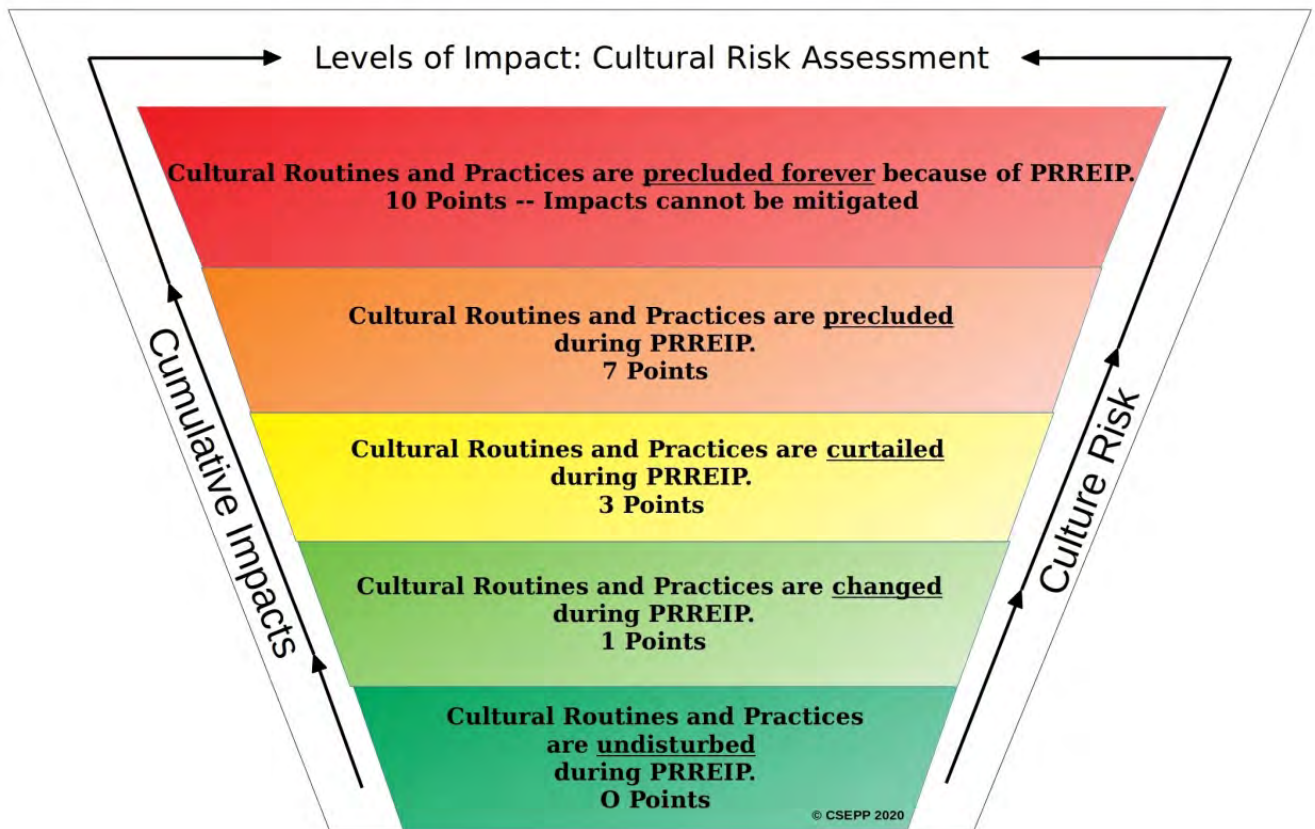 Levels of Impact: Cultural Risk Assessment
Cultural Routines and Practices are precluded forever because of PRREIP.
10 Points -- Impacts cannot be mitigated
Cultural Routines and Practices are precluded
during PRREIP.
7 Points
Cultural Routines and Practices are curtailed
during PRREIP.
3 Points
Cultural Routines and Practices are changed
during PRREIP.
1 Points
Cultural Routines and Practices
are undisturbed
during PRREIP.
O Points
Cumulative Impacts
Culture Risk
© CSEPP 2020